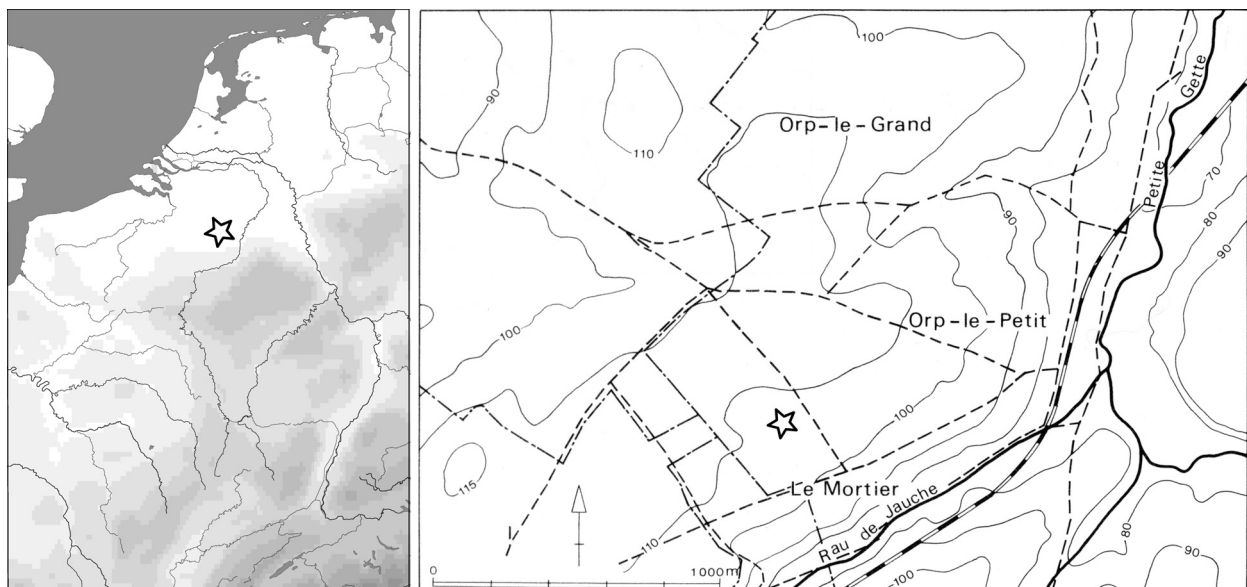 100
90
Gette
Orp-le-Grand
110
70
Petite
80
90
90
100
Orp-le-Petit
100
115
Le Mortier
Rau de Jauche
110
80
90
100
0
1000m